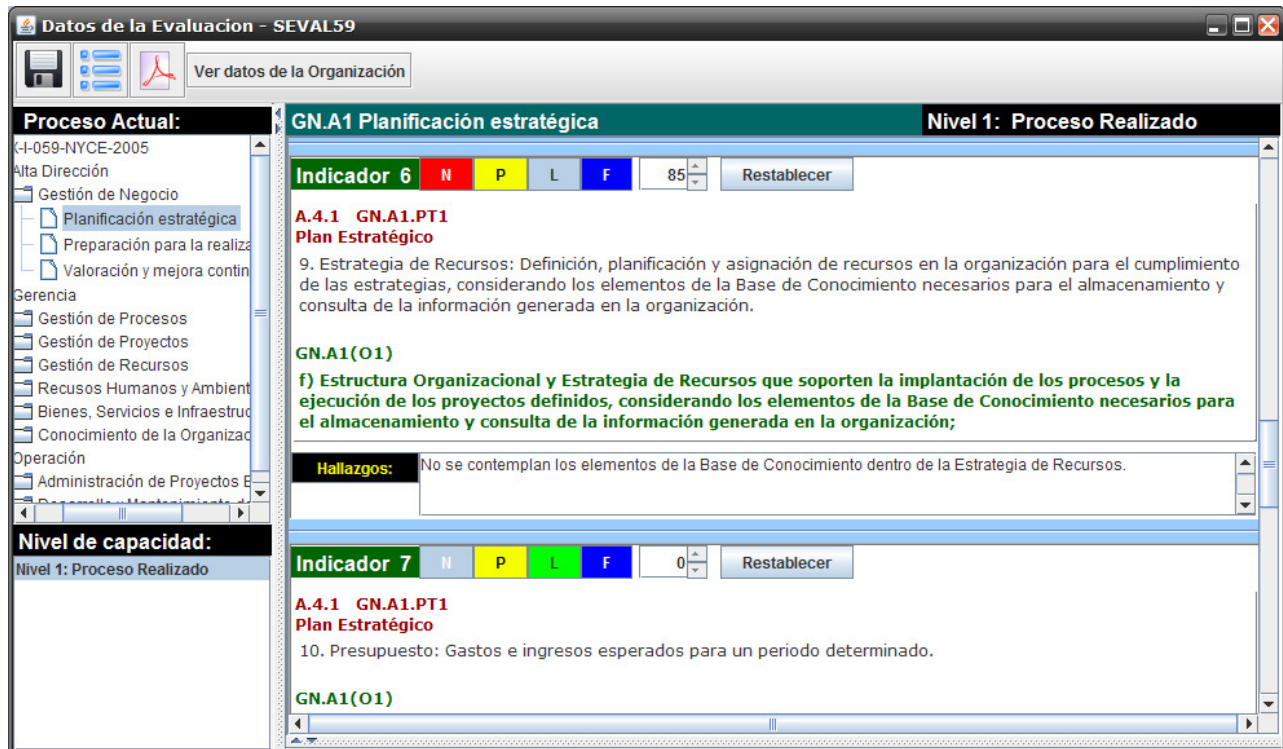 Datos de la Evaluacion - SEVAL59
Ver datos de la Organización
Proceso Actual:
-I-059-NYCE-2005
Alta Dirección
Gestión de Negocio
Planificación estratégica
Preparación para la realiza
Valoración y mejora contin
Gerencia
Gestión de Procesos
Gestión de Proyectos
Gestión de Recursos
Recusos Humanos y Ambient
Bienes, Servicios e Infraestruc
Conocimiento de la Organizac
Operación
Administración de Proyectos E
Nivel de capacidad:
Nivel 1: Proceso Realizado
GN.A1 Planificación estratégica Nivel 1: Proceso Realizado
Indicador 6 N P L F 85 Restablecer
A.4.1 GN.A1.PT1
Plan Estratégico
9. Estrategia de Recursos: Definición, planificación y asignación de recursos en la organización para el cumplimiento
de las estrategias, considerando los elementos de la Base de Conocimiento necesarios para el almacenamiento y
consulta de la información generada en la organización.
GN.A1(O1)
f) Estructura Organizacional y Estrategia de Recursos que soporten la implantación de los procesos y la
ejecución de los proyectos definidos, considerando los elementos de la Base de Conocimiento necesarios para
el almacenamiento y consulta de la información generada en la organización;
Hallazgos: No se contemplan los elementos de la Base de Conocimiento dentro de la Estrategia de Recursos.
Indicador 7 N P L F 0 Restablecer
A.4.1 GN.A1.PT1
Plan Estratégico
10. Presupuesto: Gastos e ingresos esperados para un periodo determinado.
GN.A1(O1)